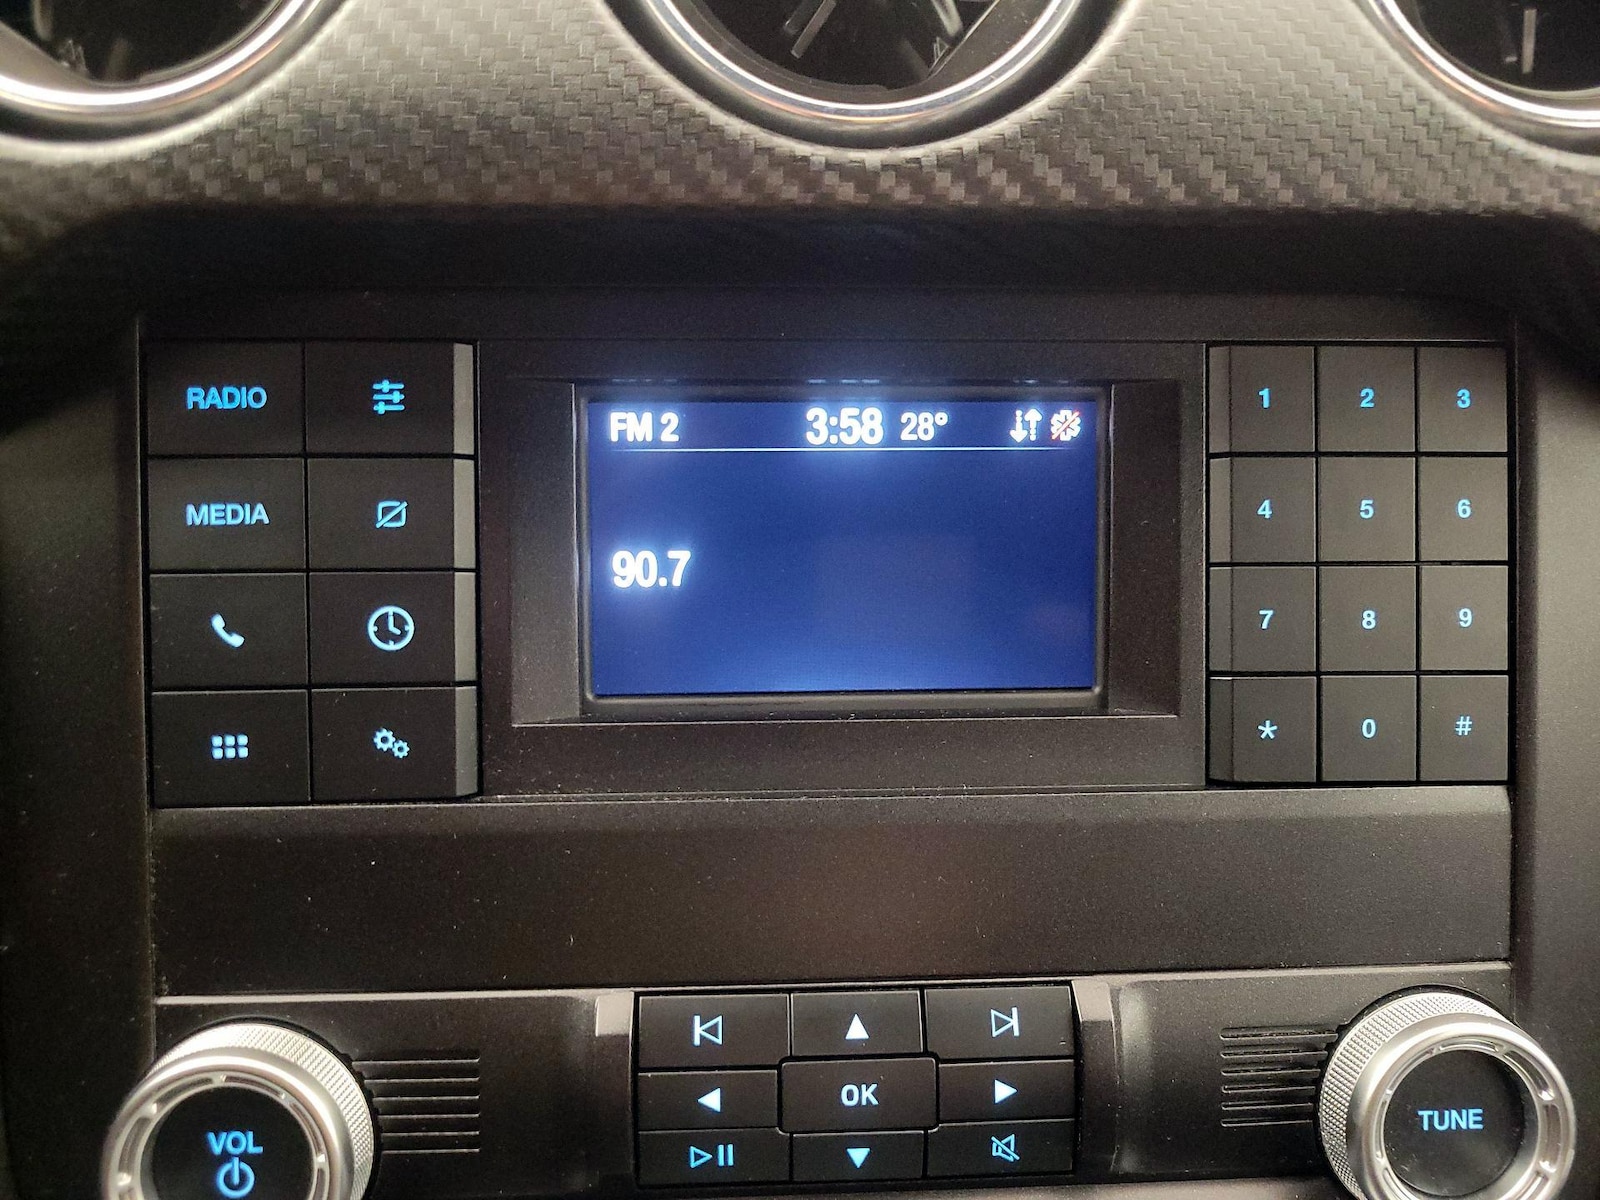 FM 2 3:58 28°
90.7
RADIO
MEDIA
1 2 3
4 5 6
7 8 9
* 0 #
OK
VOL
TUNE